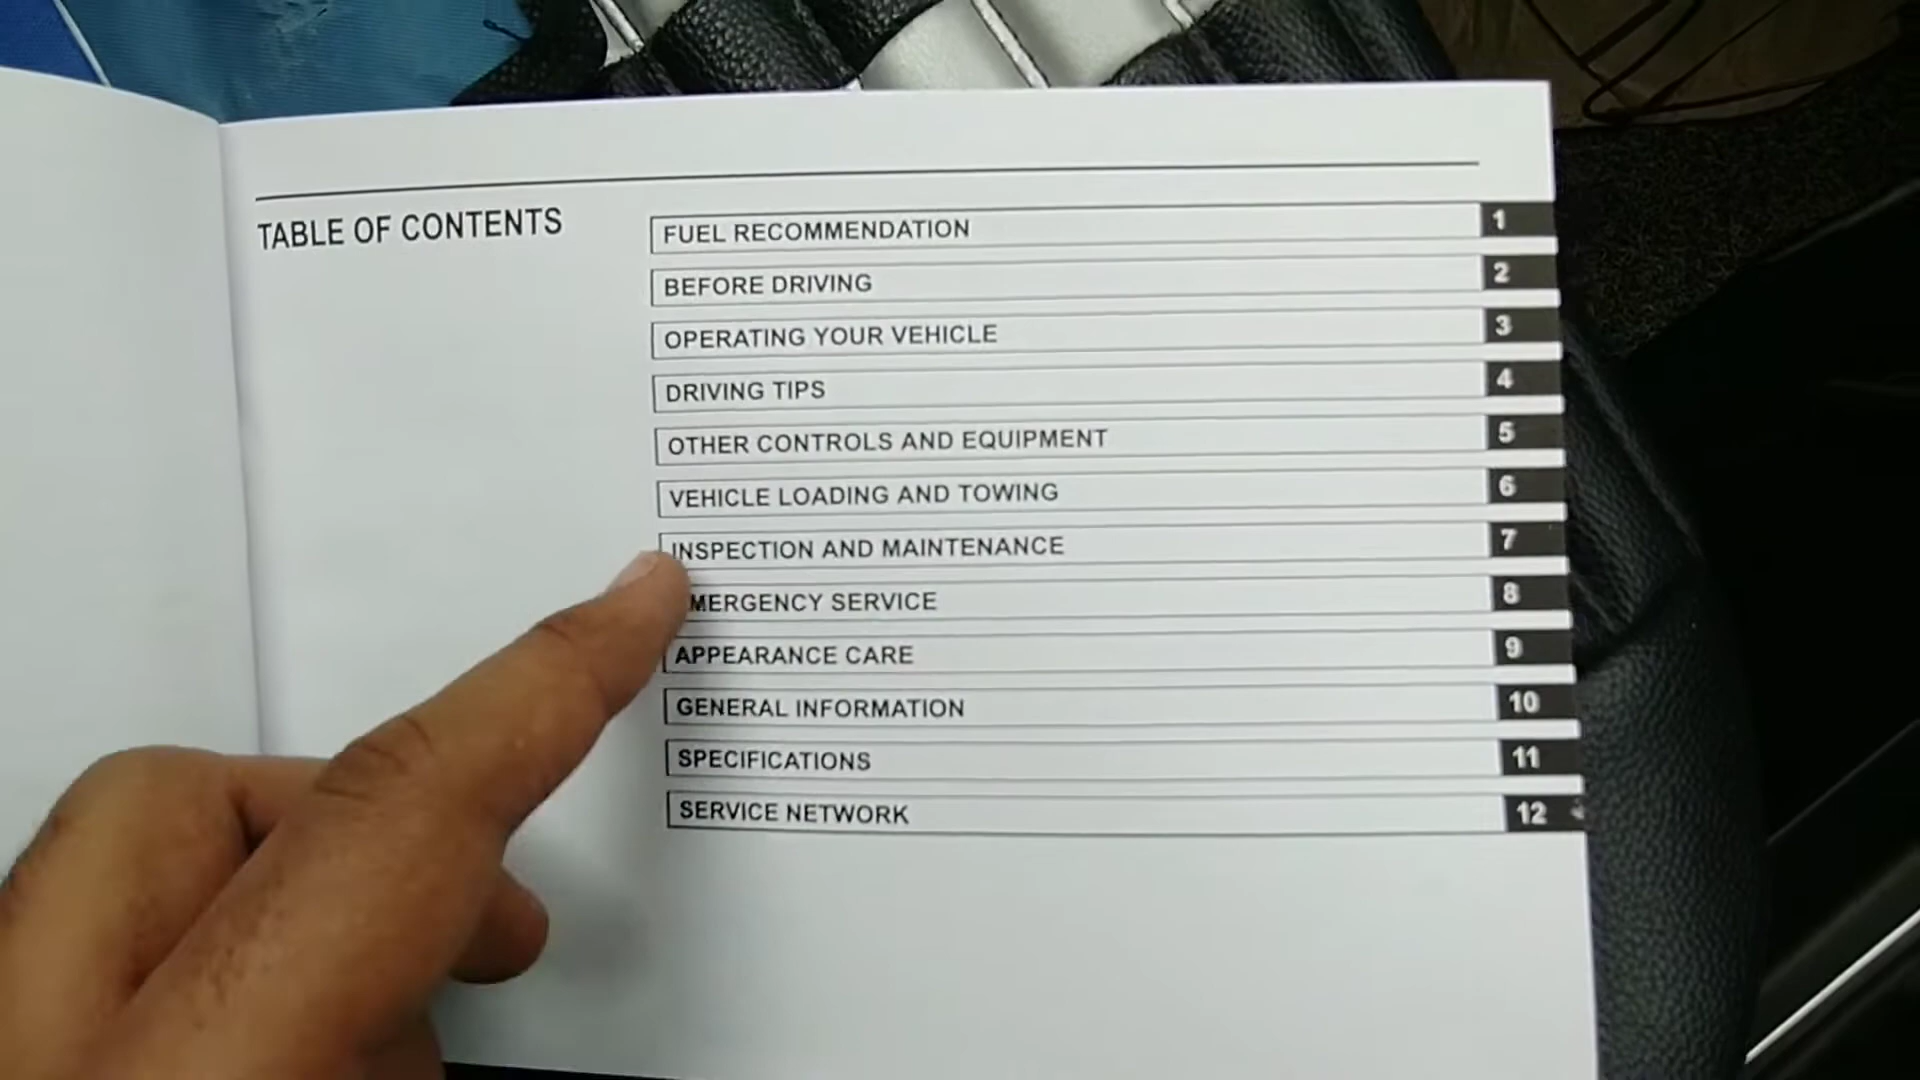 TABLE OF CONTENTS
FUEL RECOMMENDATION 1
BEFORE DRIVING 2
OPERATING YOUR VEHICLE 3
DRIVING TIPS 4
OTHER CONTROLS AND EQUIPMENT 5
VEHICLE LOADING AND TOWING 6
INSPECTION AND MAINTENANCE 7
MERGENCY SERVICE 8
APPEARANCE CARE 9
GENERAL INFORMATION 10
SPECIFICATIONS 11
SERVICE NETWORK 12